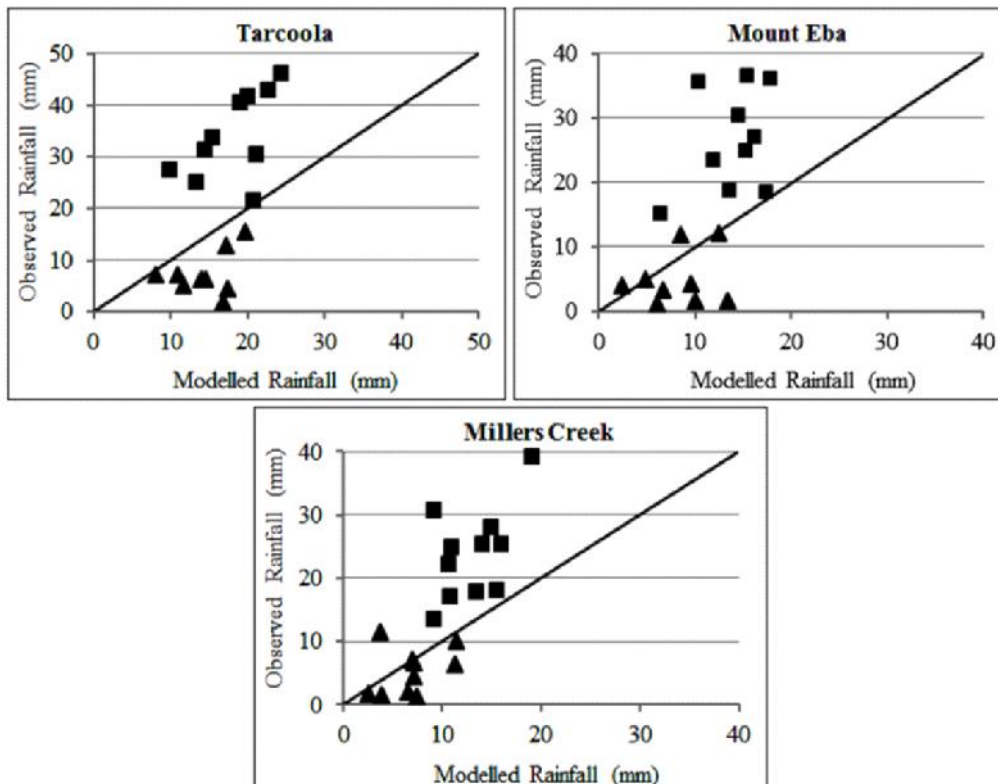 Tarcoola
Observed Rainfall (mm)
50
40
30
20
10
0
0 10 20 30 40 50
Modelled Rainfall (mm)
Mount Eba
Observed Rainfall (mm)
40
30
20
10
0
0 10 20 30 40
Modelled Rainfall (mm)
Millers Creek
Observed Rainfall (mm)
40
30
20
10
0
0 10 20 30 40
Modelled Rainfall (mm)